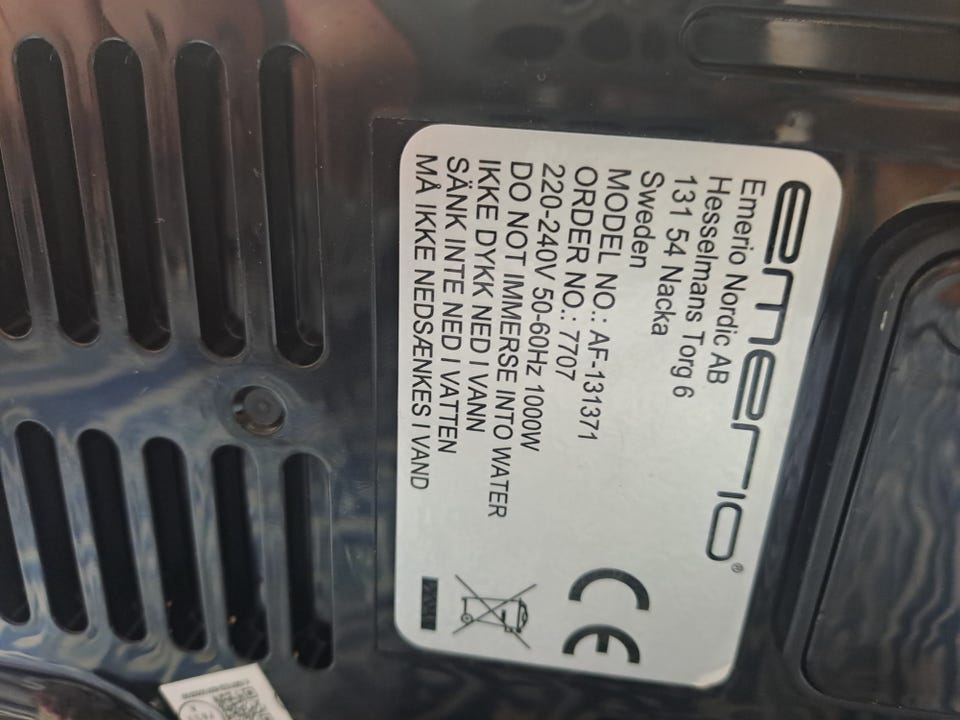 emerio®
Emerio Nordic AB
Hesselmans Torg 6
131 54 Nacka
Sweden
MODEL NO.: AF-131371
ORDER NO.: 7707
220-240V 50-60Hz 1000W
DO NOT IMMERSE INTO WATER
IKKE DYKK NED I VANN
SÄNK INTE NED I VATTEN
MÅ IKKE NEDSÆNKES I VAND
CE